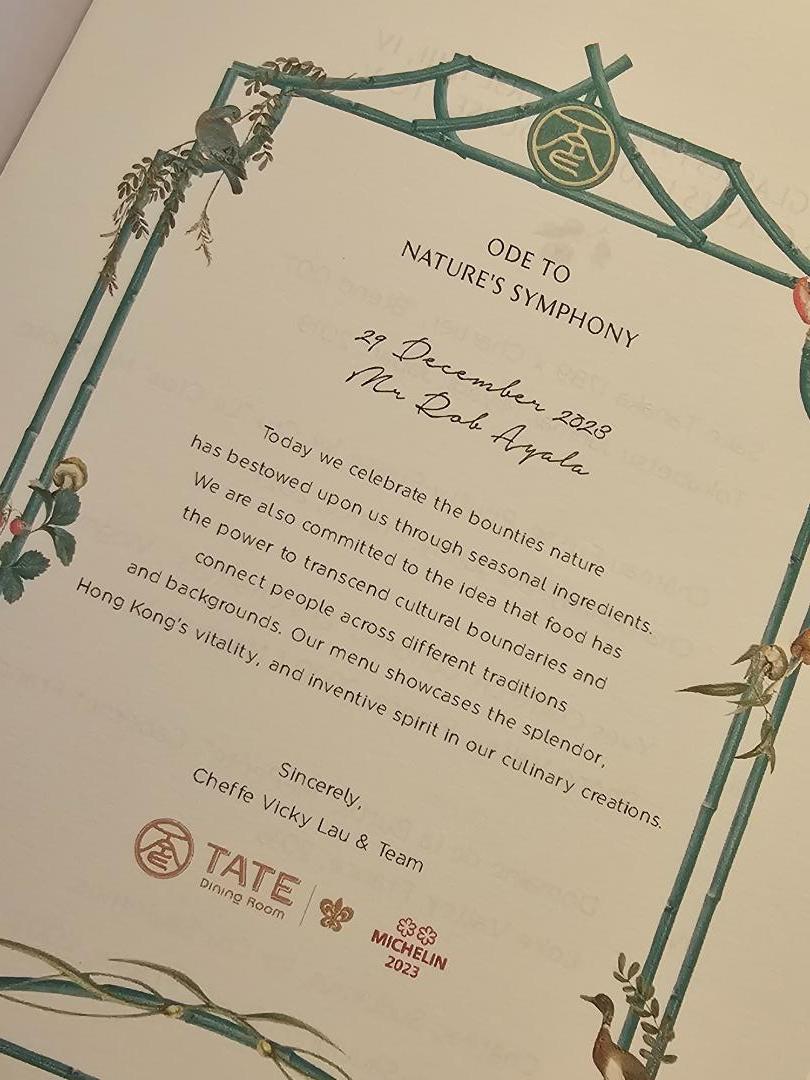 ODE TO
NATURE'S SYMPHONY
29 December 2023
Mr Rob Ayala
Today we celebrate the bounties nature
has bestowed upon us through seasonal ingredients.
We are also committed to the idea that food has
the power to transcend cultural boundaries and
connect people across different traditions
and backgrounds. Our menu showcases the splendor,
Hong Kong's vitality, and inventive spirit in our culinary creations.
Sincerely,
Cheffe Vicky Lau & Team
TATE
Dining Room
MICHELIN
2023